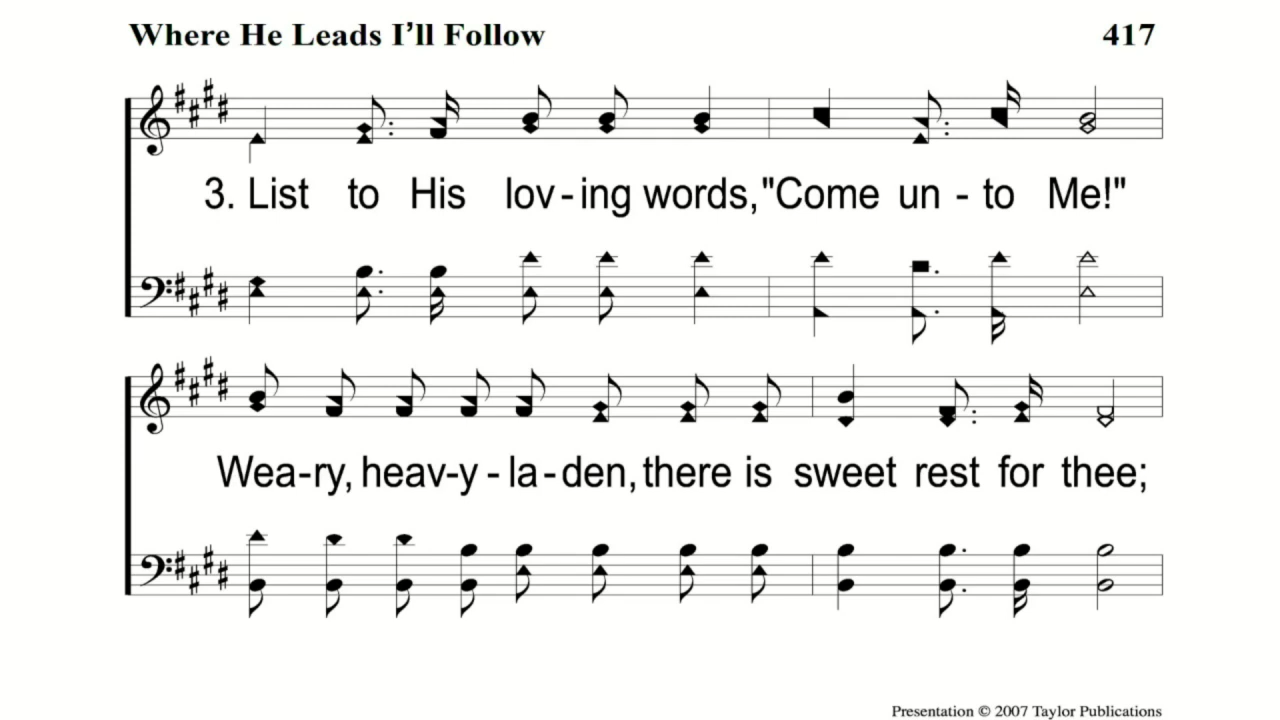 Where He Leads I’ll Follow 417
3. List to His lov-ing words,"Come un - to Me!"
Wea-ry, heav-y - la-den, there is sweet rest for thee;
Presentation © 2007 Taylor Publications